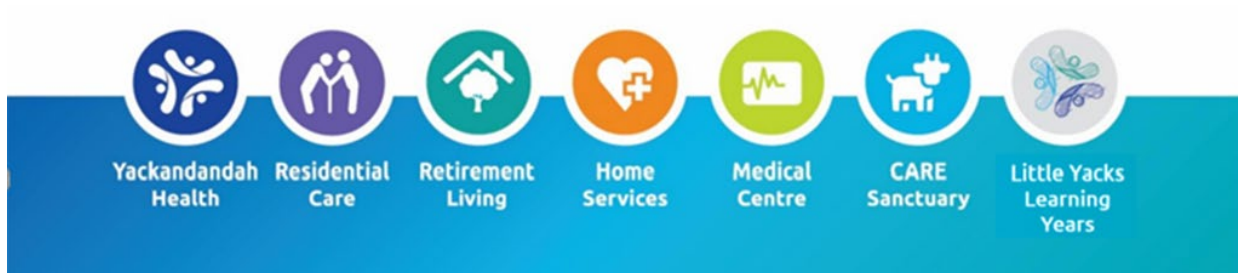 Yackandandah
Health
Residential
Care
Retirement
Living
Home
Services
Medical
Centre
CARE
Sanctuary
Little Yacks
Learning
Years